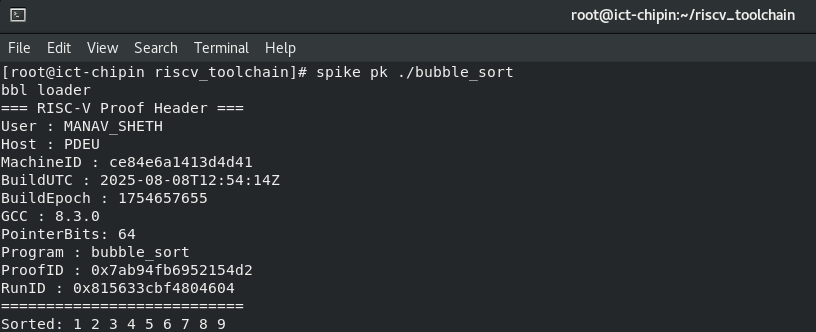 root@ict-chipin:~/riscv_toolchain
File Edit View Search Terminal Help
[root@ict-chipin riscv_toolchain]# spike pk ./bubble_sort
bbl loader
=== RISC-V Proof Header ===
User : MANAV_SHETH
Host : PDEU
MachineID : ce84e6a1413d4d41
BuildUTC : 2025-08-08T12:54:14Z
BuildEpoch : 1754657655
GCC : 8.3.0
PointerBits: 64
Program : bubble_sort
ProofID : 0x7ab94fb6952154d2
RunID : 0x815633cbf4804604
===========================
Sorted: 1 2 3 4 5 6 7 8 9